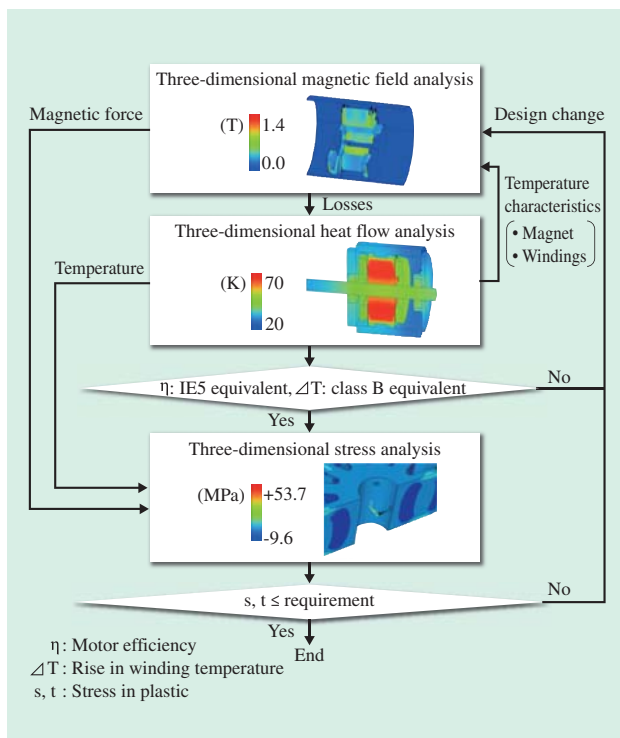 Three-dimensional magnetic field analysis
Magnetic force
(T)
1.4
0.0
Design change
Losses
Temperature
characteristics
• Magnet
• Windings
Three-dimensional heat flow analysis
Temperature
(K)
70
20
η: IE5 equivalent, ⊿T: class B equivalent
No
Yes
Three-dimensional stress analysis
(MPa)
+53.7
-9.6
s, t ≤ requirement
No
Yes
End
η: Motor efficiency
⊿T: Rise in winding temperature
s, t : Stress in plastic